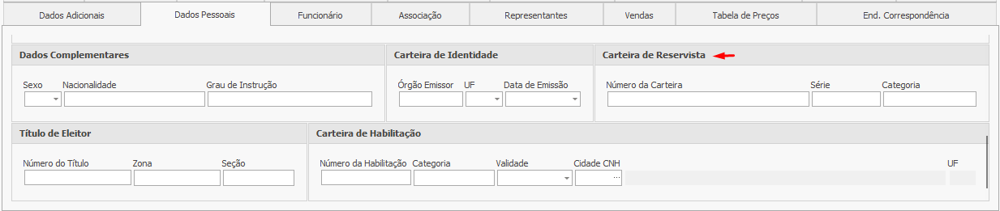 Dados Adicionais Dados Pessoais Funcionário Associação Representantes Vendas Tabela de Preços End. Correspondência
Dados Complementares Carteira de Identidade Carteira de Reservista
Sexo Nacionalidade Grau de Instrução Órgão Emissor UF Data de Emissão Número da Carteira Série Categoria
Título de Eleitor Carteira de Habilitação
Número do Título Zona Seção Número da Habilitação Categoria Validade Cidade CNH UF
...